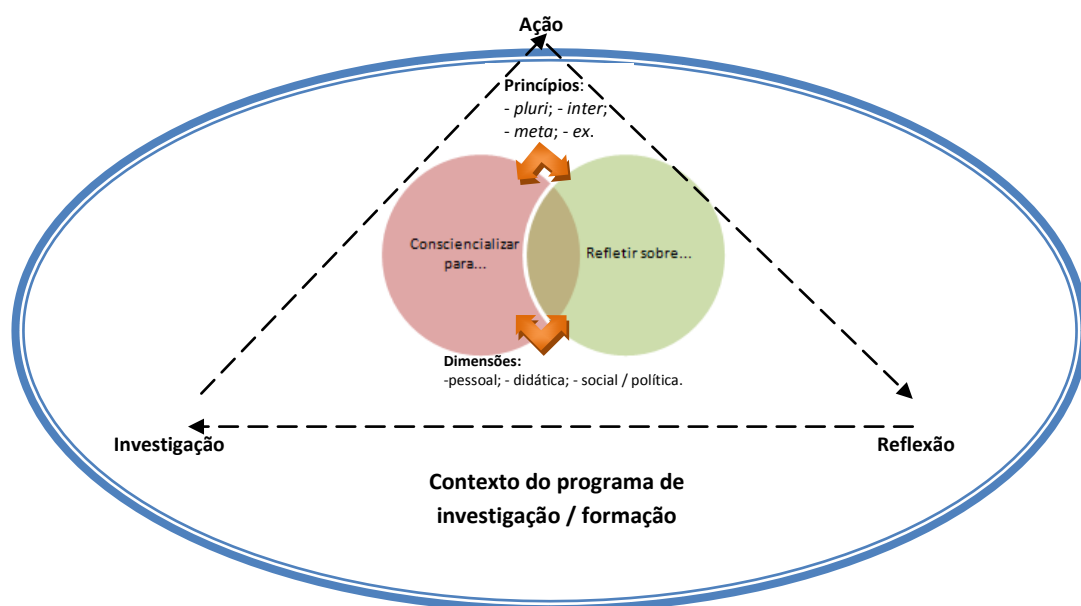 Ação
Princípios:
- pluri; - inter;
- meta; - ex.
Consciencializar
para...
Refletir sobre...
Dimensões:
-pessoal; - didática; - social / política.
Investigação
Reflexão
Contexto do programa de
investigação / formação